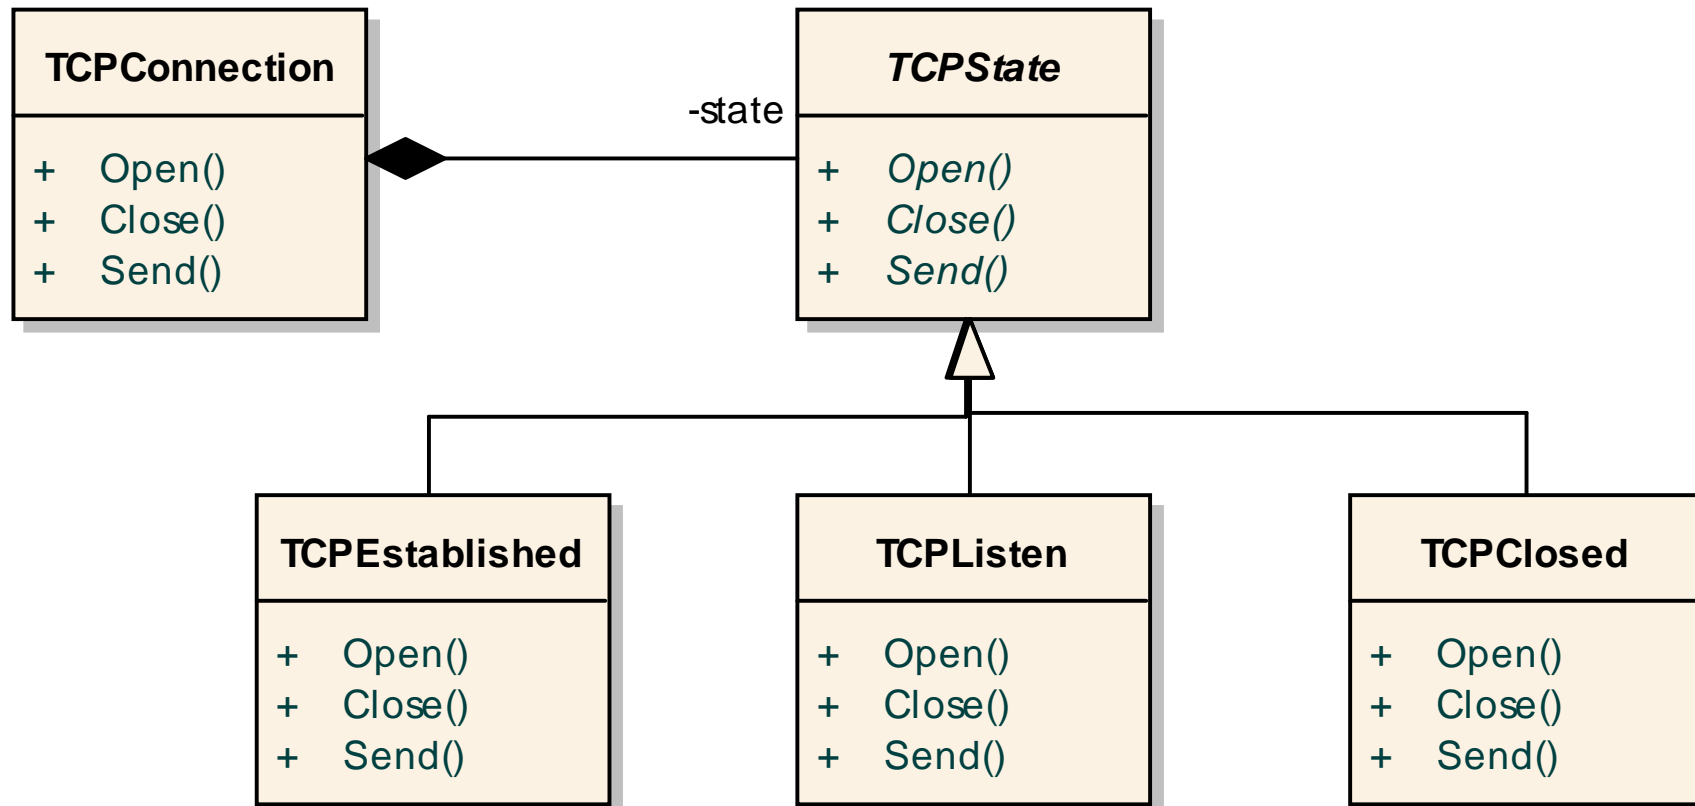 TCPConnection
+ Open()
+ Close()
+ Send()
-state
TCPState
+ Open()
+ Close()
+ Send()
TCPEstablished
+ Open()
+ Close()
+ Send()
TCPListen
+ Open()
+ Close()
+ Send()
TCPClosed
+ Open()
+ Close()
+ Send()